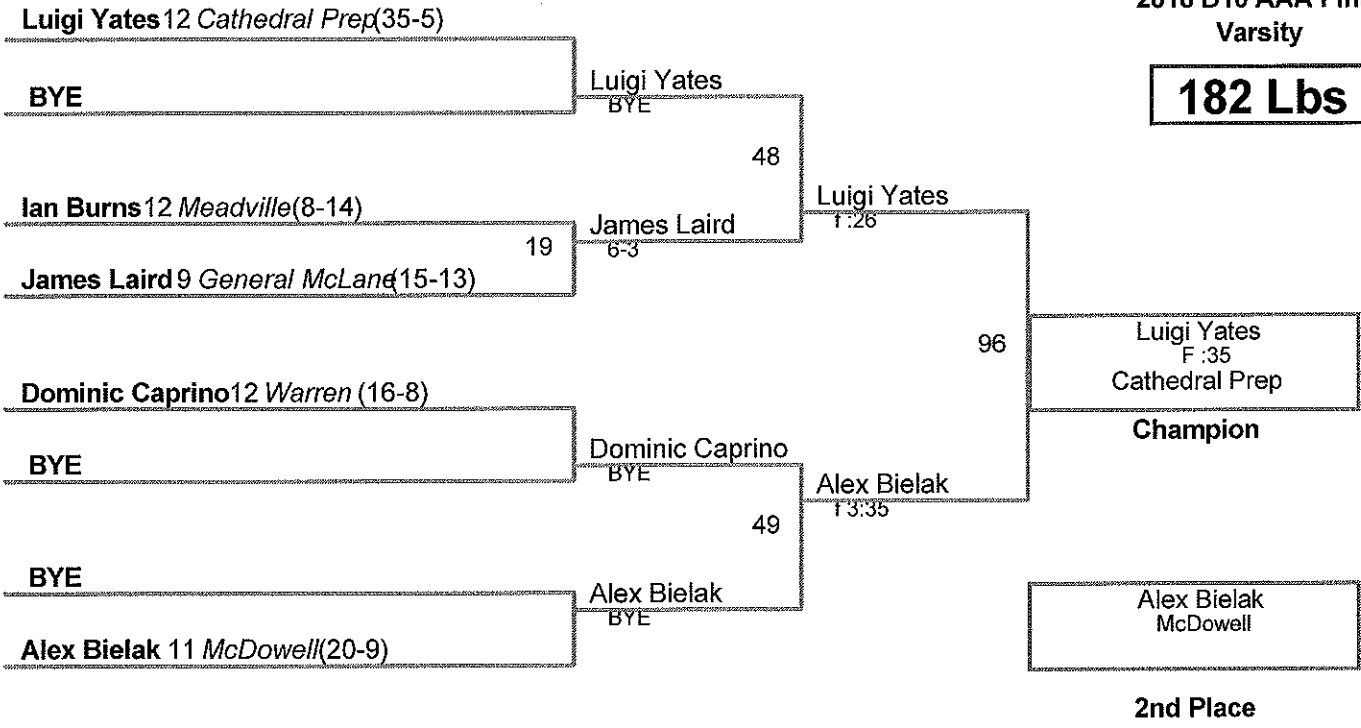 2016 D10 AAA
Varsity
182 Lbs
Luigi Yates 12 Cathedral Prep(35-5)
BYE
Luigi Yates
BYE
48
Ian Burns 12 Meadville(8-14)
19
James Laird 9 General McLane(15-13)
James Laird
6-3
Luigi Yates
f :26
96
Dominic Caprino 12 Warren (16-8)
BYE
Dominic Caprino
BYE
49
BYE
Alex Bielak 11 McDowell(20-9)
Alex Bielak
BYE
Alex Bielak
f 3:35
Luigi Yates
F :35
Cathedral Prep
Champion
Alex Bielak
McDowell
2nd Place